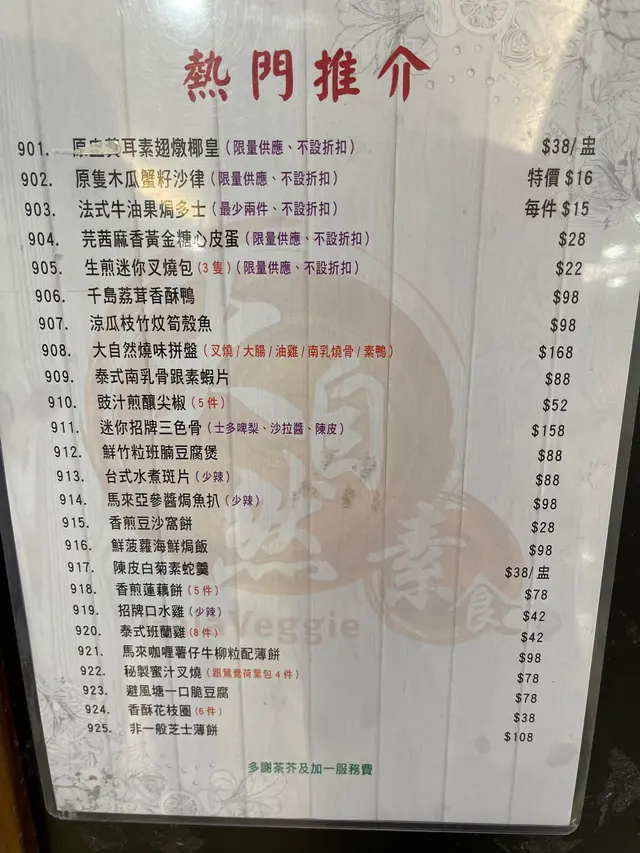 熱門推介
901. 原盅黃耳素翅燉椰皇(限量供應、不設折扣) $38/盅
902. 原隻木瓜蟹籽沙律(限量供應、不設折扣) 特價 $16
903. 法式牛油果焗多士(最少兩件、不設折扣) 每件 $15
904. 芫茜麻香黃金糖心皮蛋(限量供應、不設折扣) $28
905. 生煎迷你叉燒包(3隻)(限量供應、不設折扣) $22
906. 千島荔茸香酥鴨 $98
907. 涼瓜枝竹炆筍殼魚 $98
908. 大自然燒味拼盤(叉燒/大腸/油雞/南乳燒骨/素鴨) $168
909. 泰式南乳骨跟素蝦片 $88
910. 豉汁煎釀尖椒(5件) $52
911. 迷你招牌三色骨(士多啤梨、沙拉醬、陳皮) $158
912. 鮮竹粒班腩豆腐煲 $88
913. 台式水煮斑片(少辣) $88
914. 馬來亞參醬焗魚扒(少辣) $98
915. 香煎豆沙窩餅 $28
916. 鮮菠蘿海鮮焗飯 $98
917. 陳皮白菊素蛇羹 $38/盅
918. 香煎蓮藕餅(5件) $78
919. 招牌口水雞(少辣) $42
920. 泰式班蘭雞(8件) $42
921. 馬來咖喱薯仔牛柳粒配薄餅 $98
922. 秘製蜜汁叉燒(跟鴛鴦荷葉包4件) $78
923. 避風塘一口脆豆腐 $78
924. 香酥花枝圈(6件) $38
925. 非一般芝士薄餅 $108
大自然
素食
Veggie
多謝茶芥及加一服務費